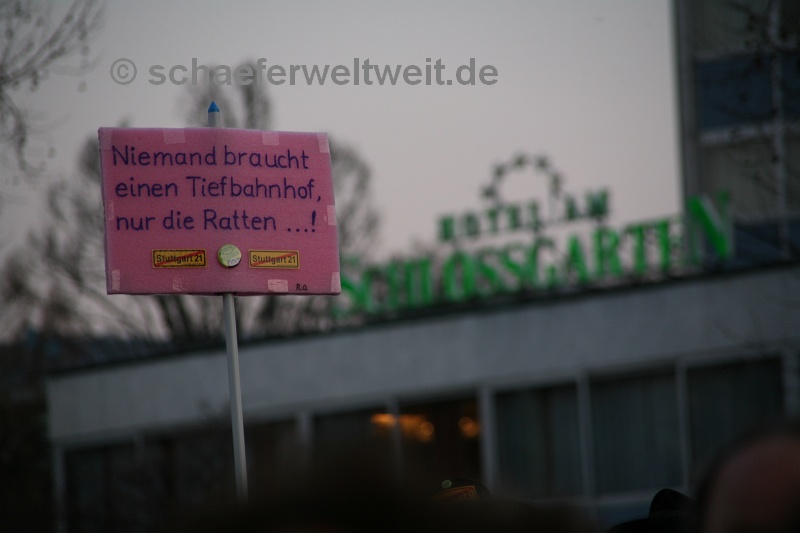 © schaeferweltweit.de
Niemand braucht
einen Tiefbahnhof,
nur die Ratten ...!
Stuttgart 21
Stuttgart 21
R.O.
HOTEL AM
SCHLOSSGARTEN